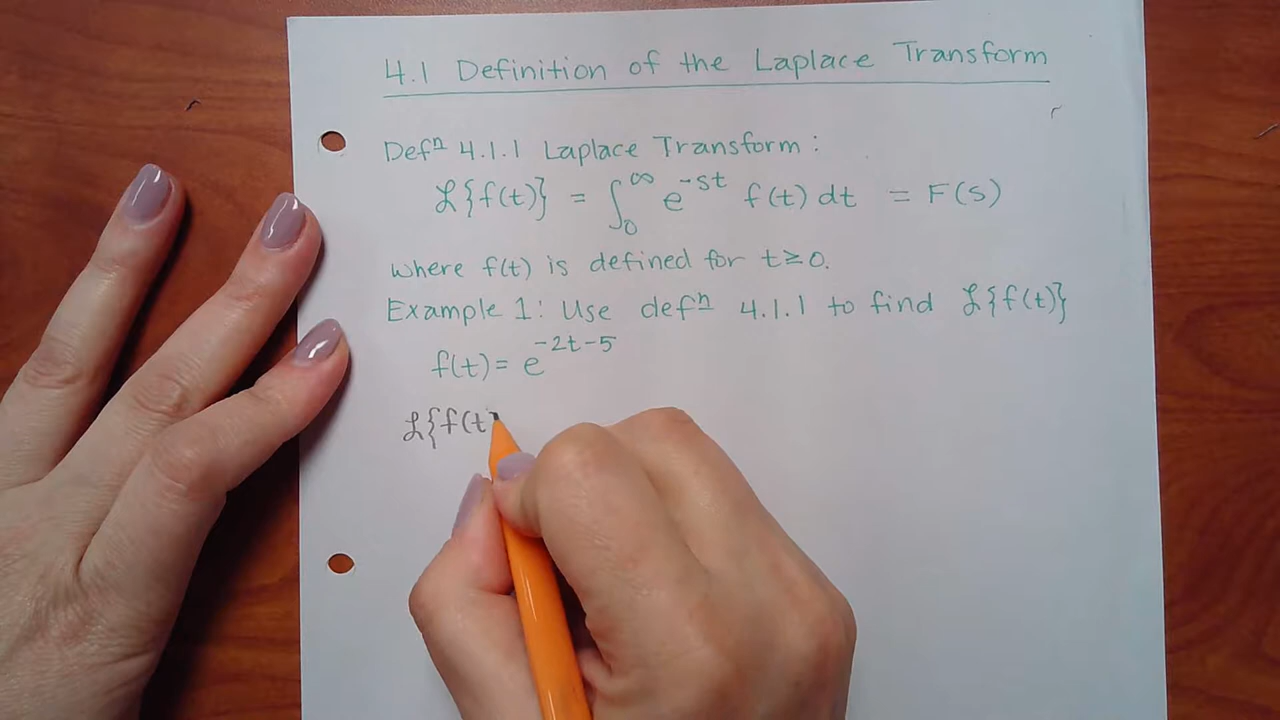 4.1 Definition of the Laplace Transform
Defⁿ 4.1.1 Laplace Transform:
ℒ{f(t)} = ∫₀^∞ e^{-st} f(t) dt = F(s)
where f(t) is defined for t≥0.
Example 1: Use defⁿ 4.1.1 to find ℒ{f(t)}
f(t) = e^{-2t-5}
ℒ{f(t)